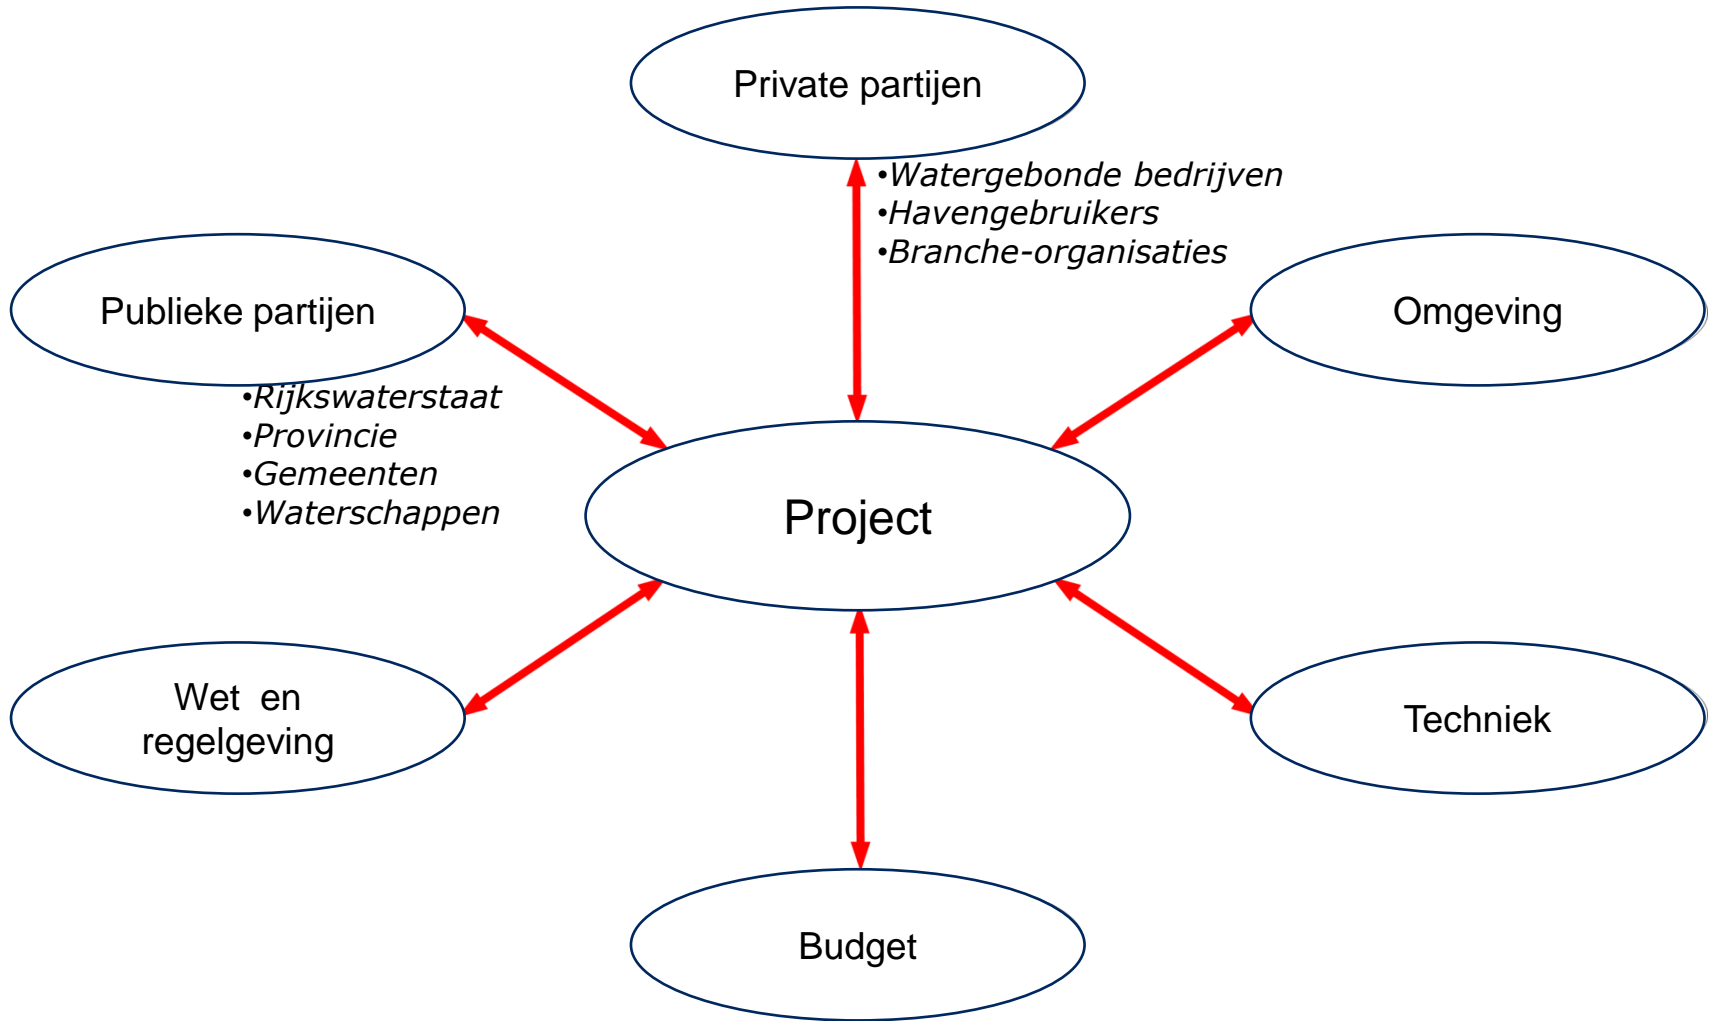 Private partijen
•Watergebonde bedrijven
•Havengebruikers
•Branche-organisaties
Publieke partijen
•Rijkswaterstaat
•Provincie
•Gemeenten
•Waterschappen
Omgeving
Project
Wet  en
regelgeving
Techniek
Budget